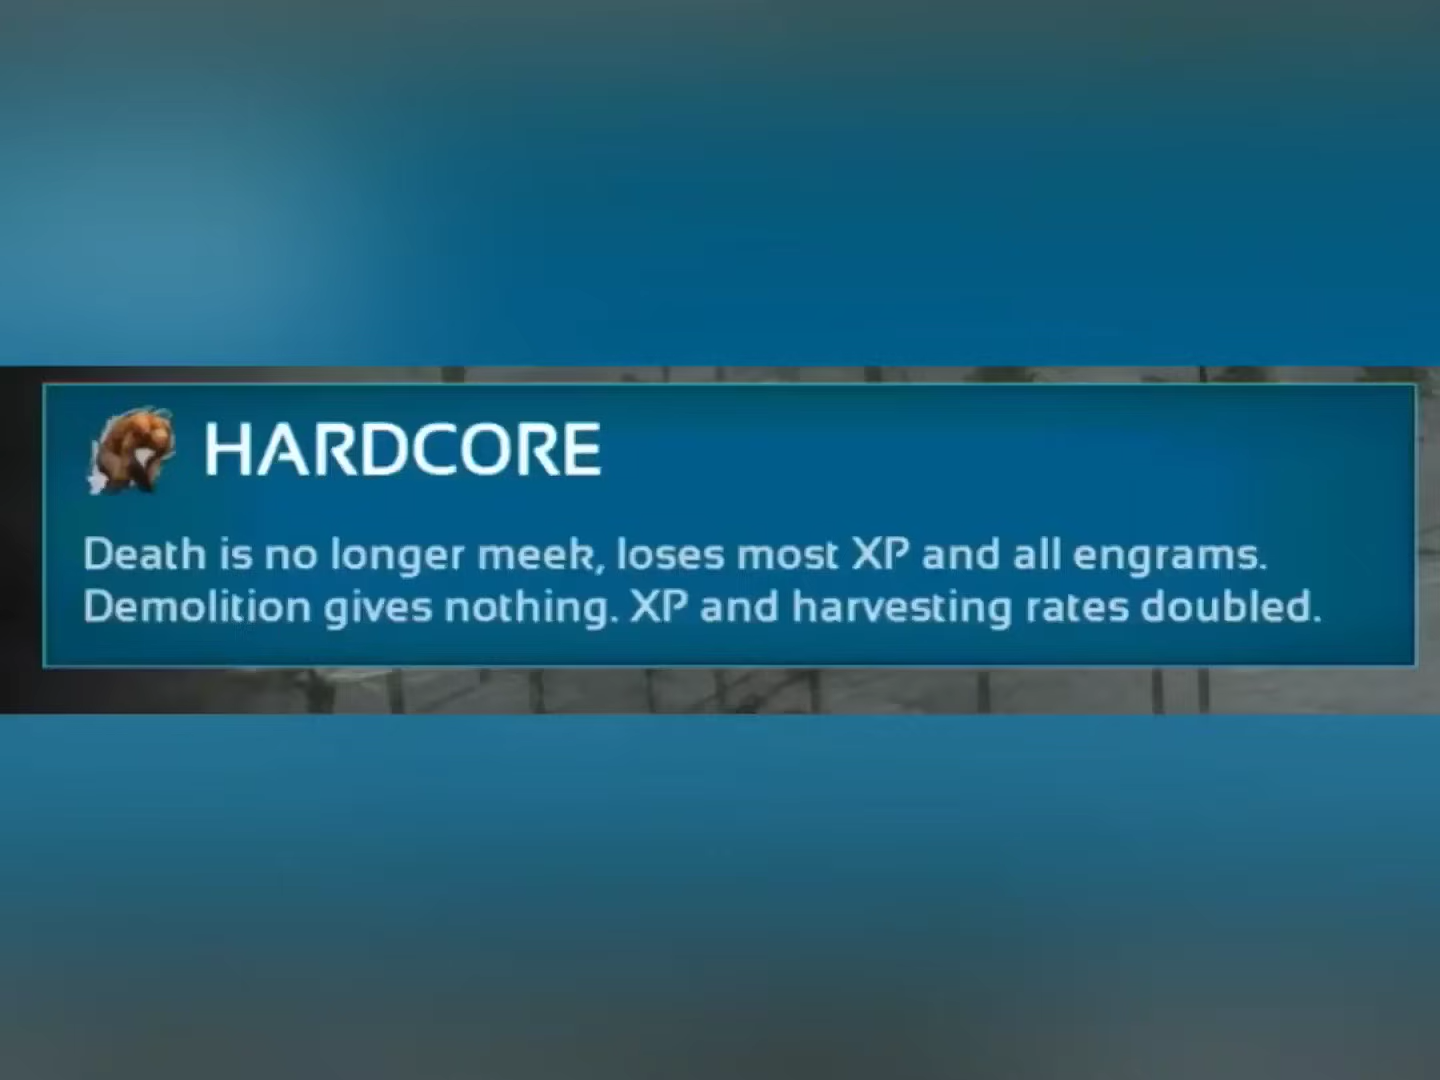 HARDCORE
Death is no longer meek, loses most XP and all engrams.
Demolition gives nothing. XP and harvesting rates doubled.